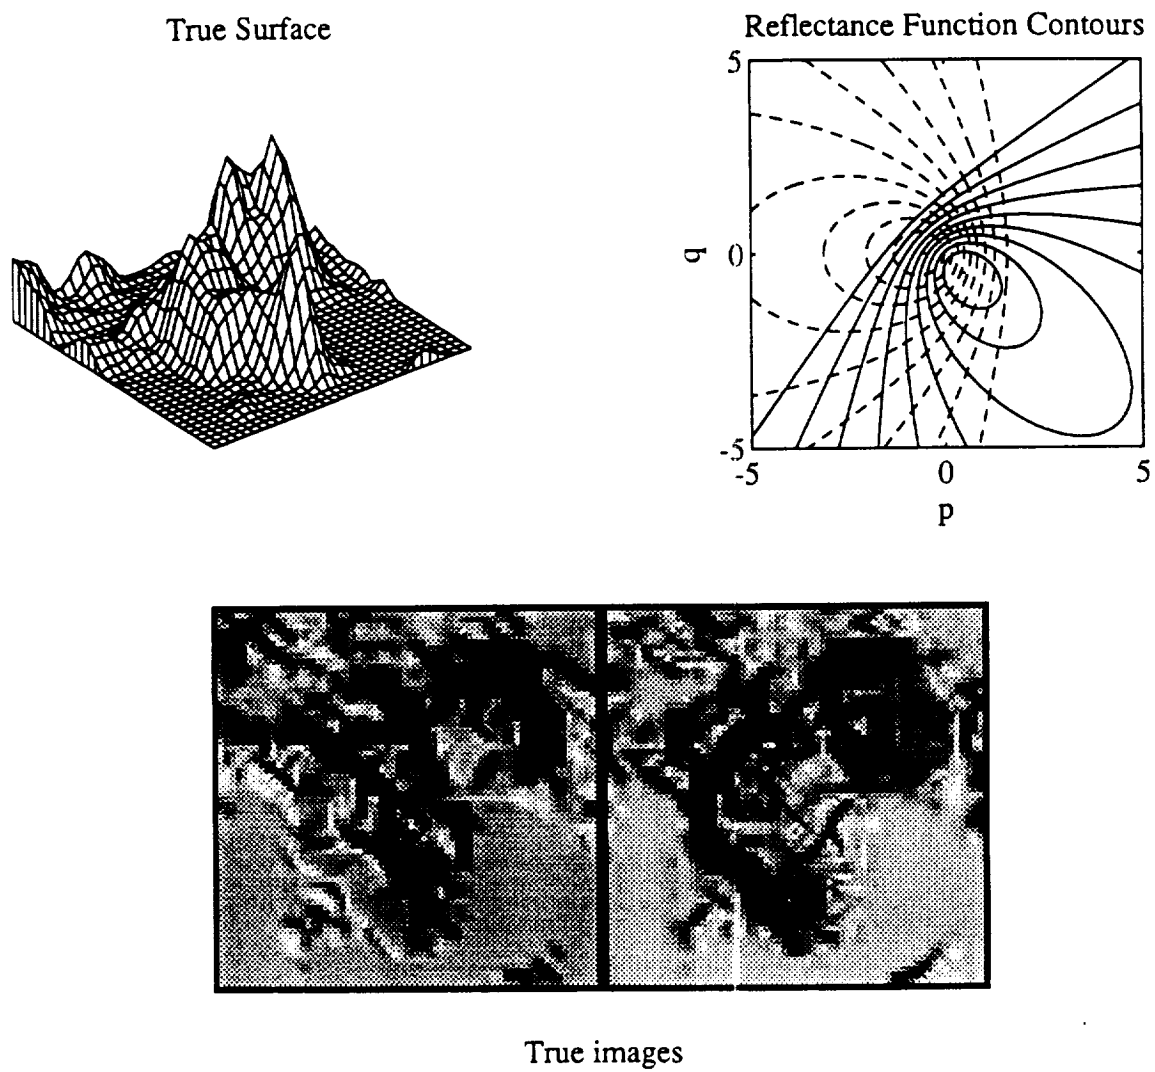 True Surface
Reflectance Function Contours
5
q
0
-5
-5 0 5
p
True images